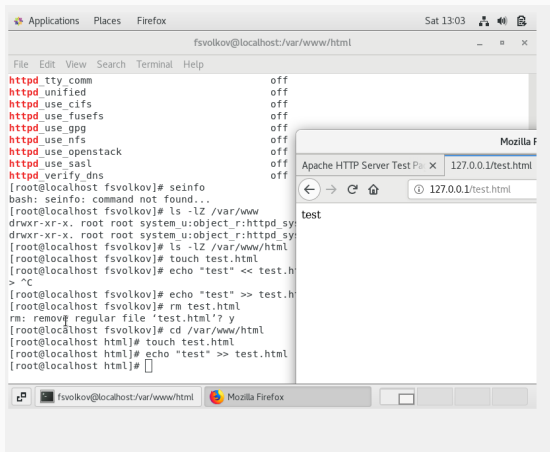 Applications Places Firefox Sat 13:03
fsvolkov@localhost:/var/www/html
File Edit View Search Terminal Help
httpd_tty_comm off
httpd_unified off
httpd_use_cifs off
httpd_use_fusefs off
httpd_use_gpg off
httpd_use_nfs off
httpd_use_openstack off
httpd_use_sasl off
httpd_verify_dns off
[root@localhost fsvolkov]# seinfo
bash: seinfo: command not found...
[root@localhost fsvolkov]# ls -lZ /var/www
drwxr-xr-x. root root system_u:object_r:httpd_sy
drwxr-xr-x. root root system_u:object_r:httpd_sy
[root@localhost fsvolkov]# ls -lZ /var/www/html
[root@localhost fsvolkov]# touch test.html
[root@localhost fsvolkov]# echo "test" << test.h
> ^C
[root@localhost fsvolkov]# echo "test" >> test.h
[root@localhost fsvolkov]# rm test.html
rm: remove regular file ‘test.html’? y
[root@localhost fsvolkov]# cd /var/www/html
[root@localhost html]# touch test.html
[root@localhost html]# echo "test" >> test.html
[root@localhost html]#
Mozilla F
Apache HTTP Server Test Pa × 127.0.0.1/test.html
127.0.0.1/test.html
test
fsvolkov@localhost:/var/www/html Mozilla Firefox